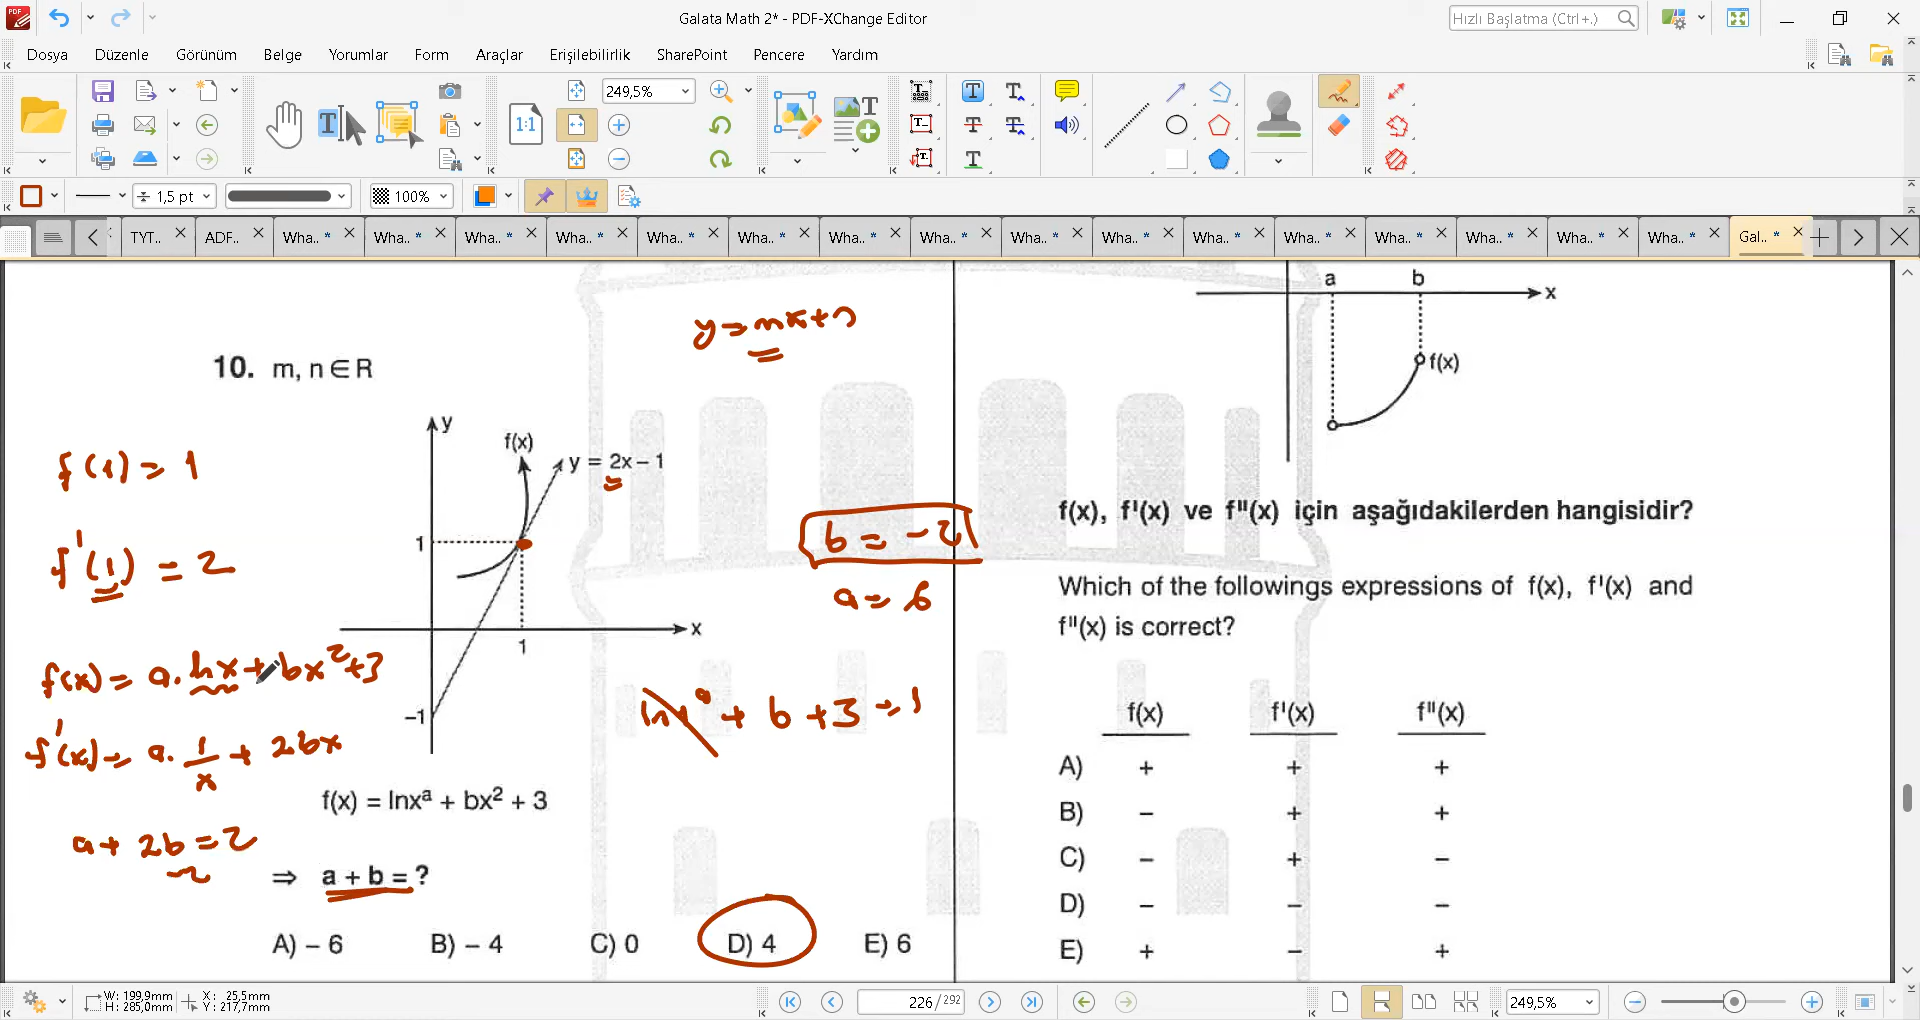 Galata Math 2* - PDF-XChange Editor
Hızlı Başlatma (Ctrl+.)
Dosya Düzenle Görünüm Belge Yorumlar Form Araçlar Erişilebilirlik SharePoint Pencere Yardım
249,5%
1:1
1,5 pt
100%
TYT.. ADF.. Wha.. * Wha.. * Wha.. * Wha.. * Wha.. * Wha.. * Wha.. * Wha.. * Wha.. * Wha.. * Wha.. * Wha.. * Wha.. * Wha.. * Wha.. * Wha.. * Gal.. *
y = mx+n
10. m, n ∈ R
y
f(x)
y = 2x – 1
1
x
1
–1
f(1) = 1
f'(1) = 2
f(x) = a. lnx + bx² + 3
f'(x) = a. 1/x + 2bx
a + 2b = 2
b = -2
a = 6
ln1ᵃ + b + 3 = 1
f(x) = lnxᵃ + bx² + 3
⇒ a + b = ?
A) – 6 B) – 4 C) 0 D) 4 E) 6
a b
x
f(x)
f(x), f'(x) ve f"(x) için aşağıdakilerden hangisidir?
Which of the followings expressions of f(x), f'(x) and
f"(x) is correct?
f(x) f'(x) f"(x)
A) + + +
B) – + +
C) – + –
D) – – –
E) + – +
W: 199,9mm
H: 285,0mm
X: 25,5mm
Y: 217,7mm
226 / 292
249,5%